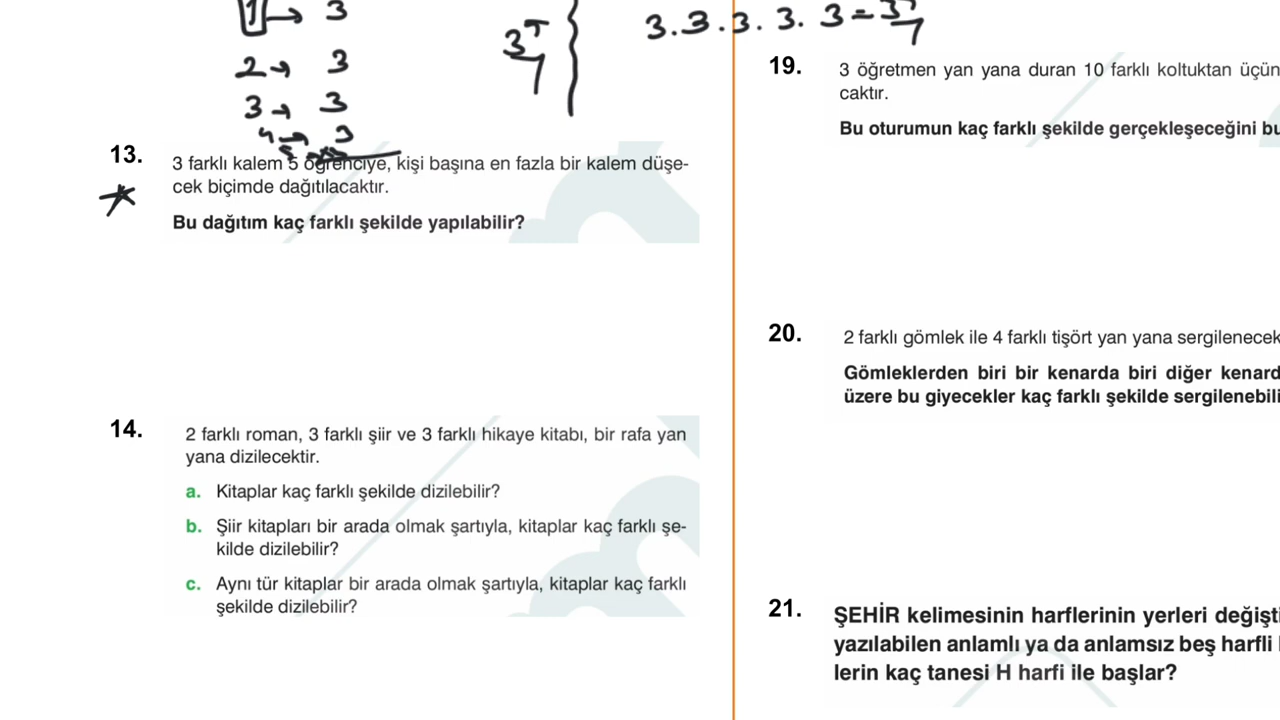 1 → 3
2 → 3
3 → 3
4 → 3
3⁵
3.3.3.3.3=3⁵
13.
3 farklı kalem 5 öğrenciye, kişi başına en fazla bir kalem düşe-
cek biçimde dağıtılacaktır.
Bu dağıtım kaç farklı şekilde yapılabilir?
14.
2 farklı roman, 3 farklı şiir ve 3 farklı hikaye kitabı, bir rafa yan
yana dizilecektir.
a. Kitaplar kaç farklı şekilde dizilebilir?
b. Şiir kitapları bir arada olmak şartıyla, kitaplar kaç farklı şe-
kilde dizilebilir?
c. Aynı tür kitaplar bir arada olmak şartıyla, kitaplar kaç farklı
şekilde dizilebilir?
19.
3 öğretmen yan yana duran 10 farklı koltuktan üçün
caktır.
Bu oturumun kaç farklı şekilde gerçekleşeceğini bu
20.
2 farklı gömlek ile 4 farklı tişört yan yana sergilenecek
Gömleklerden biri bir kenarda biri diğer kenard
üzere bu giyecekler kaç farklı şekilde sergilenebili
21.
ŞEHİR kelimesinin harflerinin yerleri değişti
yazılabilen anlamlı ya da anlamsız beş harfli
lerin kaç tanesi H harfi ile başlar?